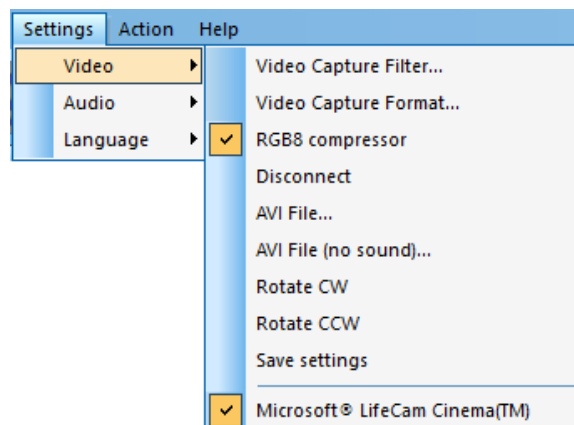 Settings Action Help
Video
Audio
Language
Video Capture Filter...
Video Capture Format...
RGB8 compressor
Disconnect
AVI File...
AVI File (no sound)...
Rotate CW
Rotate CCW
Save settings
Microsoft® LifeCam Cinema(TM)